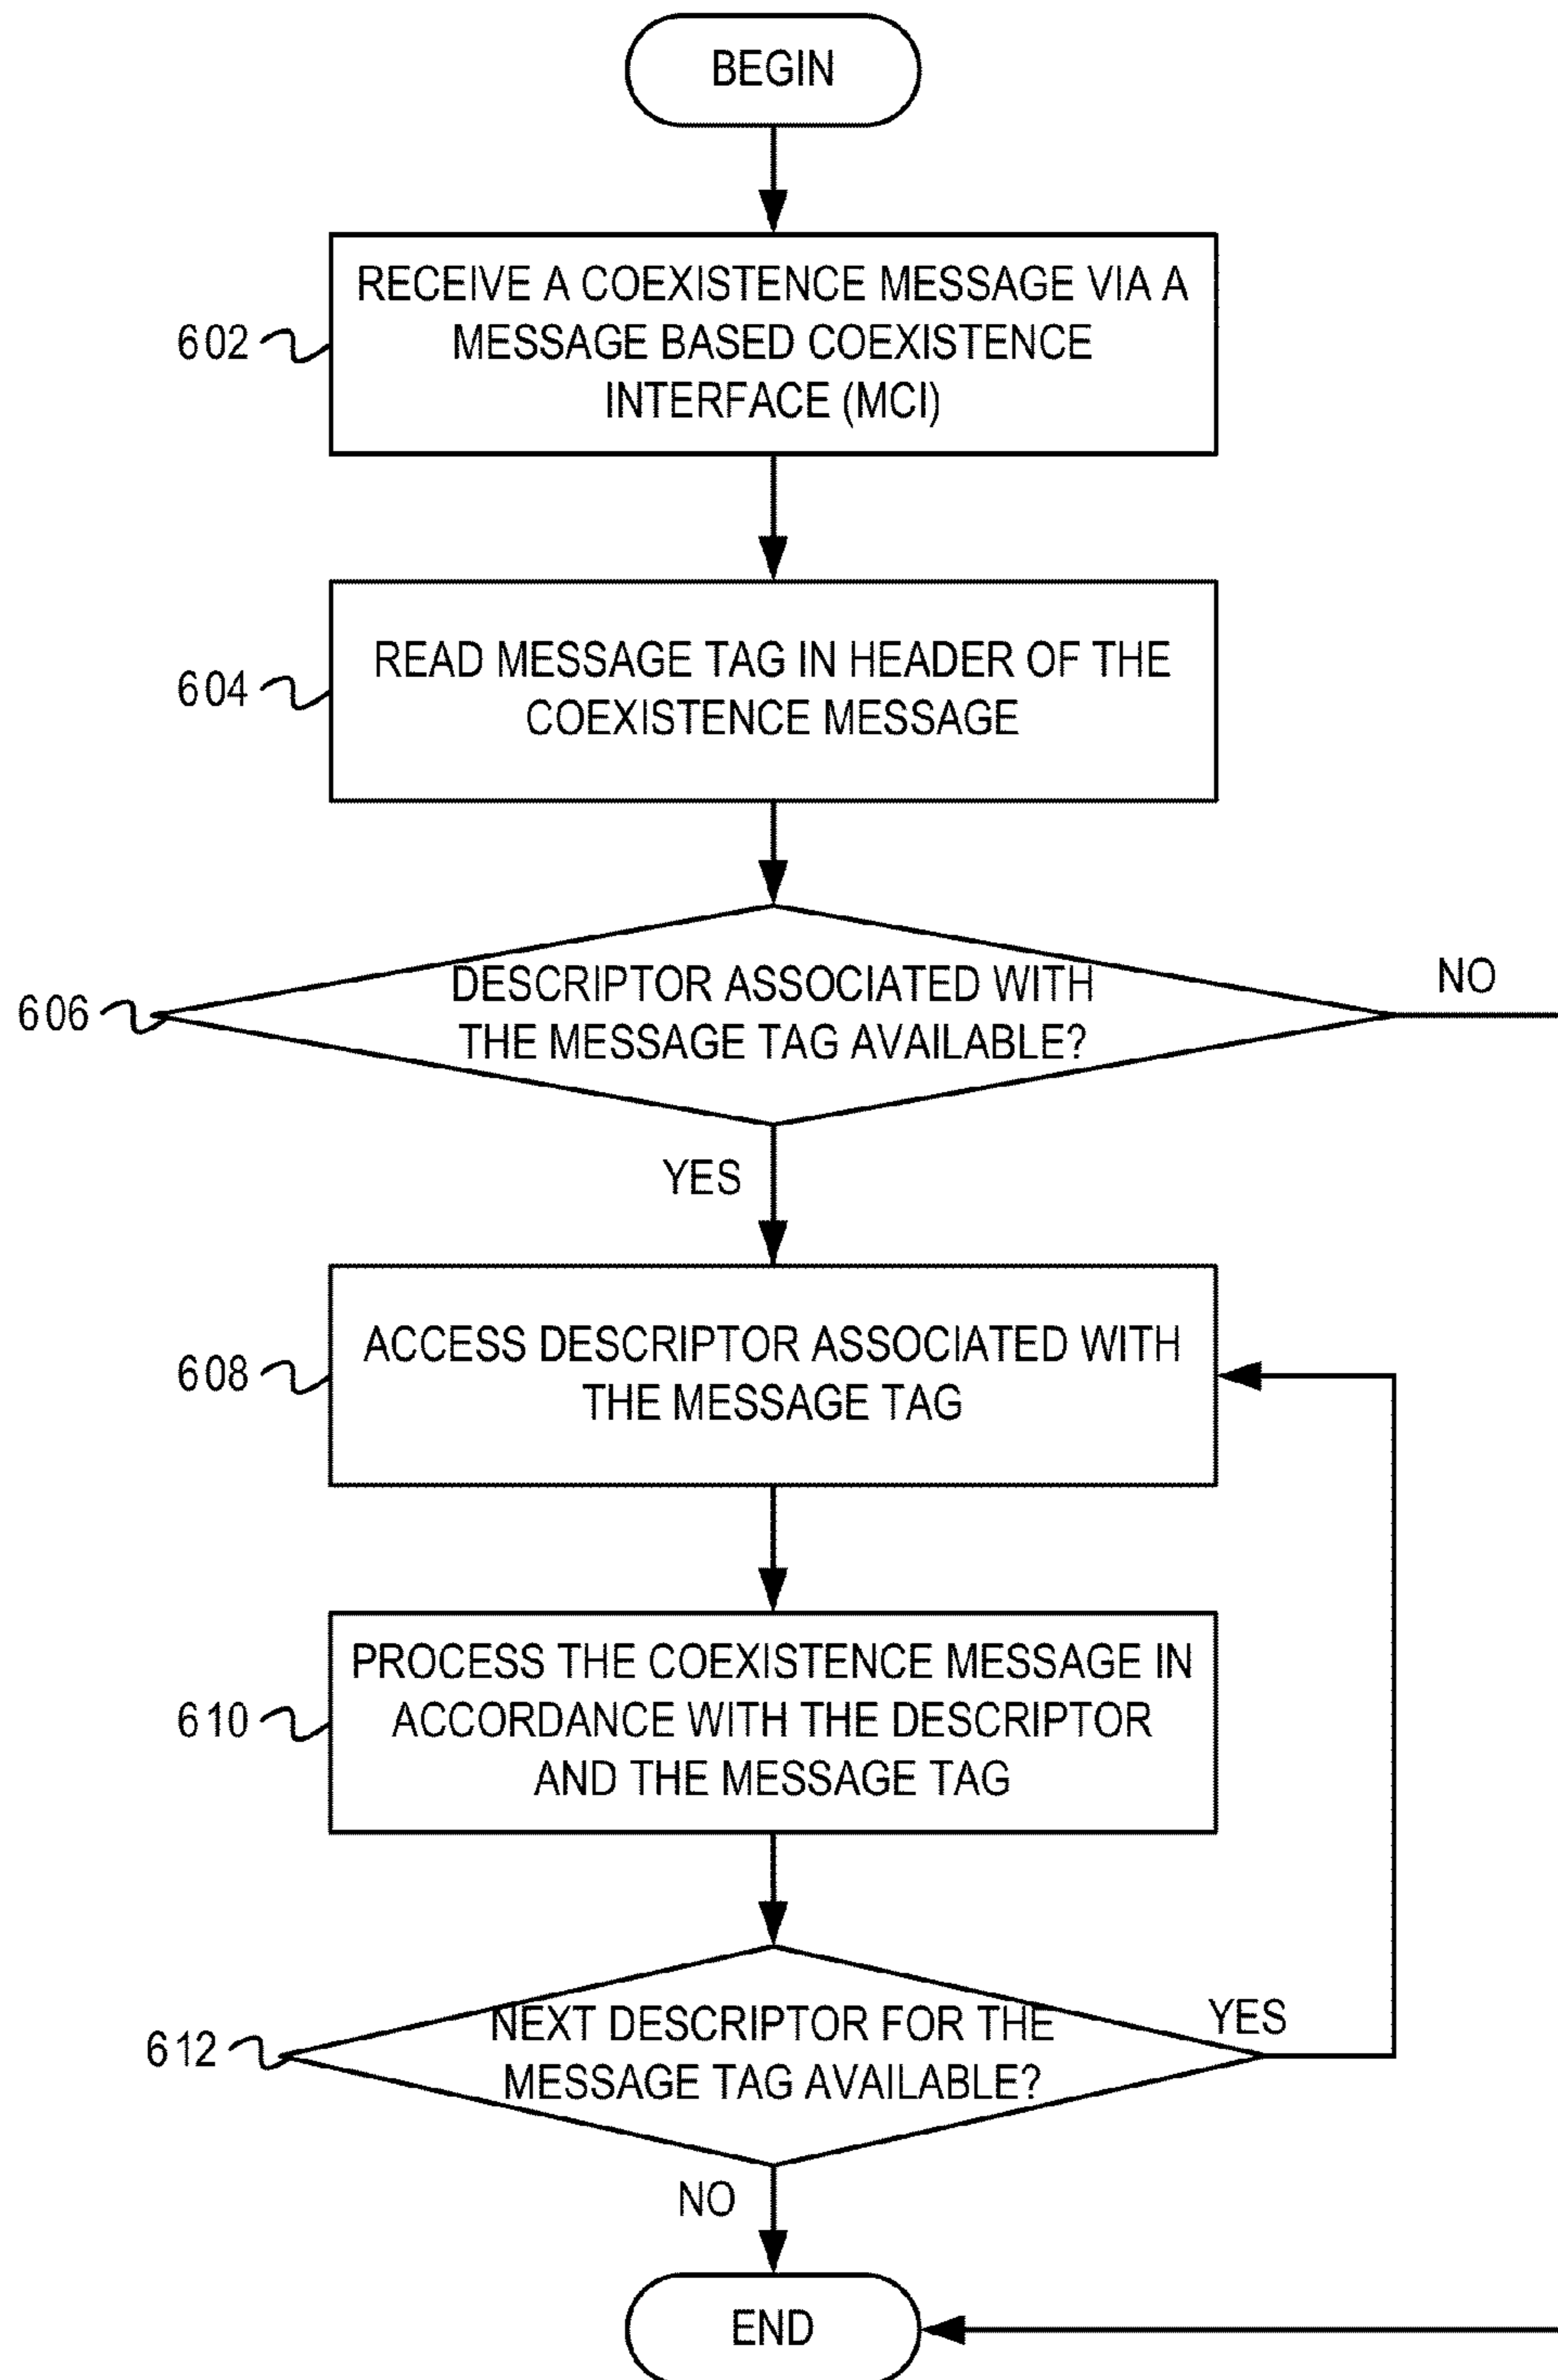 BEGIN
RECEIVE A COEXISTENCE MESSAGE VIA A
MESSAGE BASED COEXISTENCE
INTERFACE (MCI)
602
READ MESSAGE TAG IN HEADER OF THE
COEXISTENCE MESSAGE
604
DESCRIPTOR ASSOCIATED WITH
THE MESSAGE TAG AVAILABLE?
606
NO
YES
ACCESS DESCRIPTOR ASSOCIATED WITH
THE MESSAGE TAG
608
PROCESS THE COEXISTENCE MESSAGE IN
ACCORDANCE WITH THE DESCRIPTOR
AND THE MESSAGE TAG
610
NEXT DESCRIPTOR FOR THE
MESSAGE TAG AVAILABLE?
612
YES
NO
END